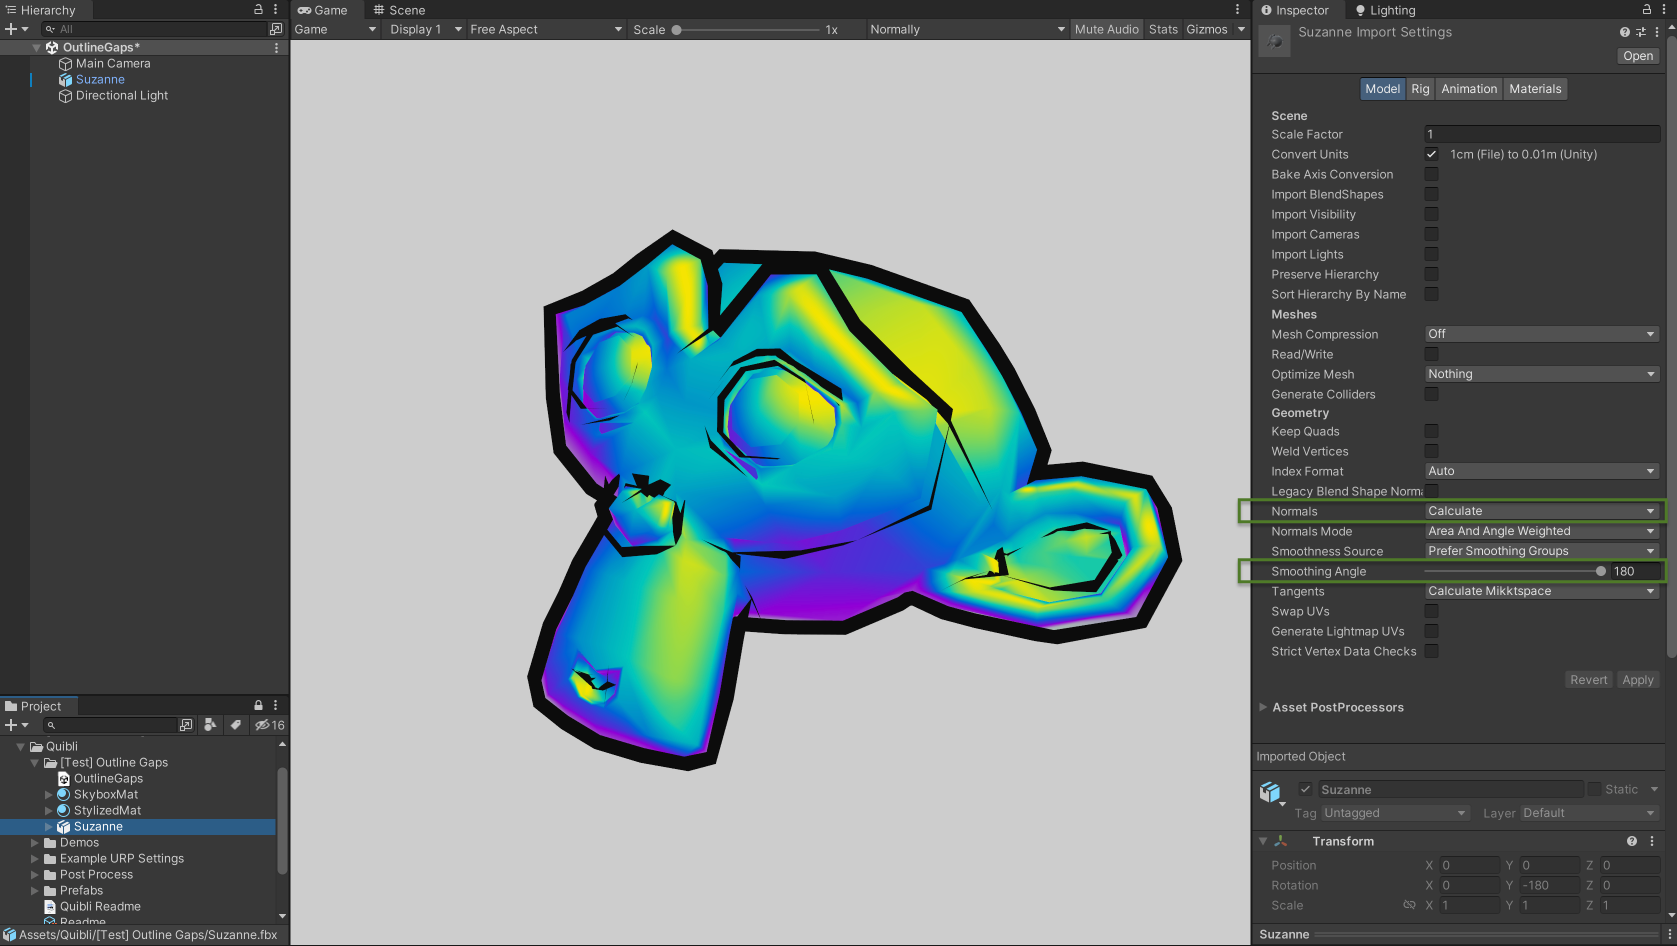 Hierarchy
All
OutlineGaps*
Main Camera
Suzanne
Directional Light
Game
Scene
Game
Display 1
Free Aspect
Scale
1x
Normally
Mute Audio
Stats
Gizmos
Inspector
Lighting
Suzanne Import Settings
Open
Model
Rig
Animation
Materials
Scene
Scale Factor
1
Convert Units
1cm (File) to 0.01m (Unity)
Bake Axis Conversion
Import BlendShapes
Import Visibility
Import Cameras
Import Lights
Preserve Hierarchy
Sort Hierarchy By Name
Meshes
Mesh Compression
Off
Read/Write
Optimize Mesh
Nothing
Generate Colliders
Geometry
Keep Quads
Weld Vertices
Index Format
Auto
Legacy Blend Shape Norma
Normals
Calculate
Normals Mode
Area And Angle Weighted
Smoothness Source
Prefer Smoothing Groups
Smoothing Angle
180
Tangents
Calculate Mikktspace
Swap UVs
Generate Lightmap UVs
Strict Vertex Data Checks
Revert
Apply
Asset PostProcessors
Imported Object
Suzanne
Static
Tag
Untagged
Layer
Default
Transform
Position
X
0
Y
0
Z
0
Rotation
X
0
Y
-180
Z
0
Scale
X
1
Y
1
Z
1
Suzanne
Project
16
Quibli
[Test] Outline Gaps
OutlineGaps
SkyboxMat
StylizedMat
Suzanne
Demos
Example URP Settings
Post Process
Prefabs
Quibli Readme
Readme
Assets/Quibli/[Test] Outline Gaps/Suzanne.fbx